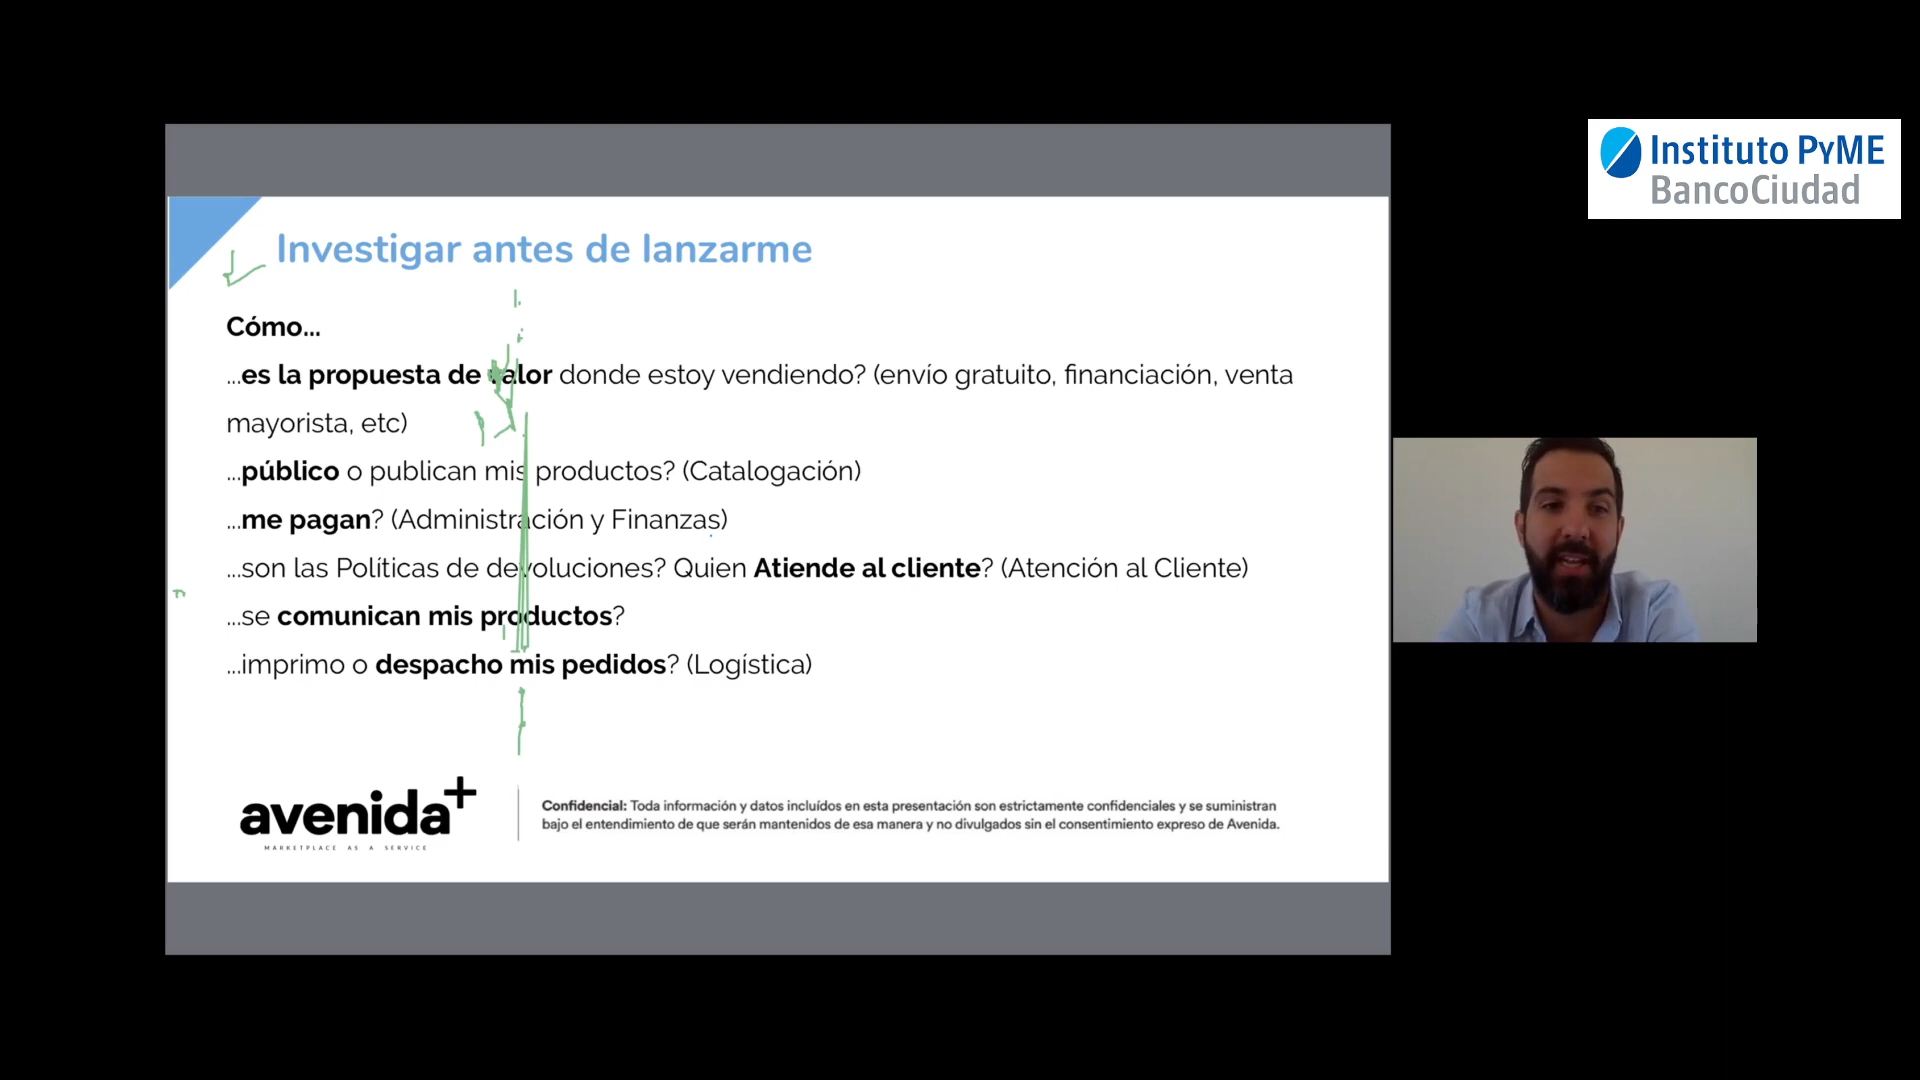 Instituto PyME
BancoCiudad
Investigar antes de lanzarme
Cómo...
...es la propuesta de valor donde estoy vendiendo? (envío gratuito, financiación, venta
mayorista, etc)
...público o publican mis productos? (Catalogación)
...me pagan? (Administración y Finanzas)
...son las Políticas de devoluciones? Quien Atiende al cliente? (Atención al Cliente)
...se comunican mis productos?
...imprimo o despacho mis pedidos? (Logística)
avenida+
MARKETPLACE AS A SERVICE
Confidencial: Toda información y datos incluídos en esta presentación son estrictamente confidenciales y se suministran
bajo el entendimiento de que serán mantenidos de esa manera y no divulgados sin el consentimiento expreso de Avenida.